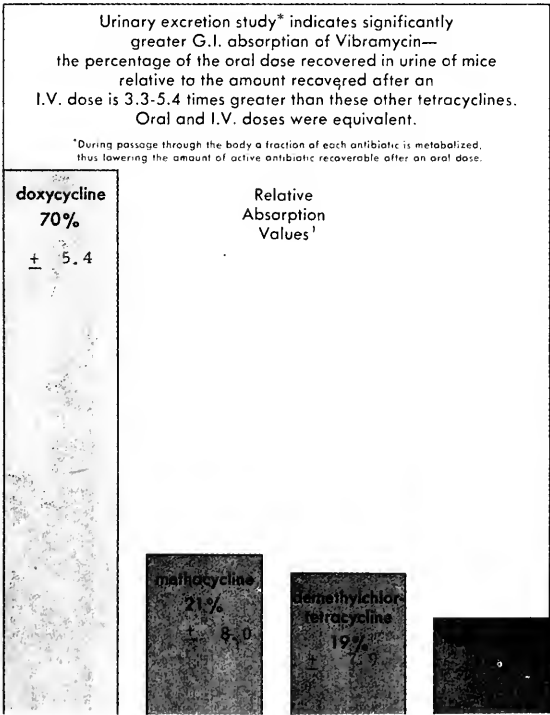 Urinary excretion study* indicates significantly
greater G.I. absorption of Vibramycin—
the percentage of the oral dose recovered in urine of mice
relative to the amount recovered after an
I.V. dose is 3.3-5.4 times greater than these other tetracyclines.
Oral and I.V. doses were equivalent.
*During passage through the body a fraction of each antibiotic is metabolized,
thus lowering the amount of active antibiotic recoverable after an oral dose.
doxycycline
70%
± 5.4
Relative
Absorption
Values¹
methacycline
21%
± 8.0
demethylchlor-
tetracycline
19%
±